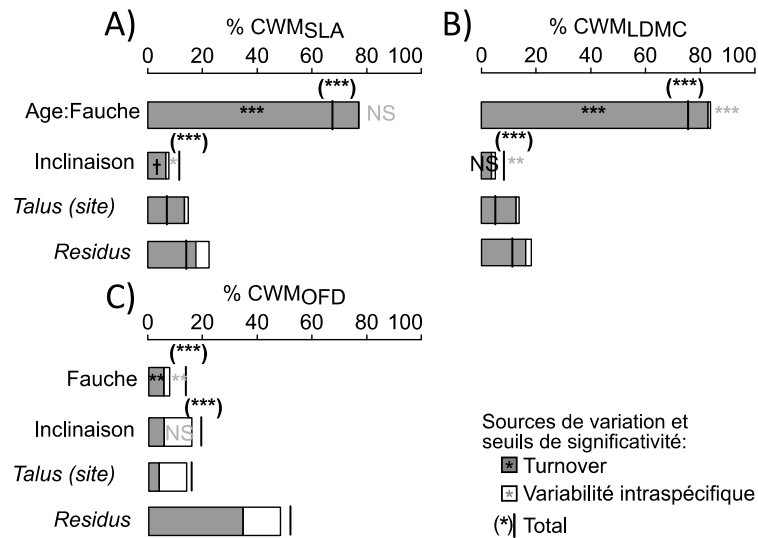 A)
% CWMSLA
0 20 40 60 80 100
(***)
Age:Fauche *** NS
(***)
Inclinaison † *
Talus (site)
Residus
B)
% CWMLDMC
0 20 40 60 80 100
(***)
*** ***
(***)
NS **
C)
% CWMOFD
0 20 40 60 80 100
(***)
Fauche ** **
(***)
Inclinaison NS
Talus (site)
Residus
Sources de variation et
seuils de significativité:
* Turnover
* Variabilité intraspécifique
(*) Total